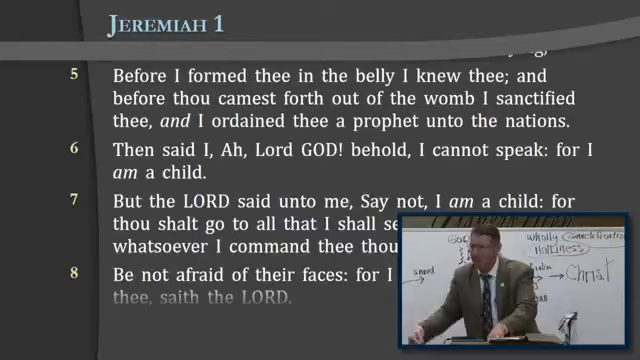 JEREMIAH 1
5 Before I formed thee in the belly I knew thee; and
before thou camest forth out of the womb I sanctified
thee, and I ordained thee a prophet unto the nations.
6 Then said I, Ah, Lord GOD! behold, I cannot speak: for I
am a child.
7 But the LORD said unto me, Say not, I am a child: for
thou shalt go to all that I shall
whatsoever I command thee thou
8 Be not afraid of their faces: for I
thee, saith the LORD.
wholly sanctification
Holiness
Christ